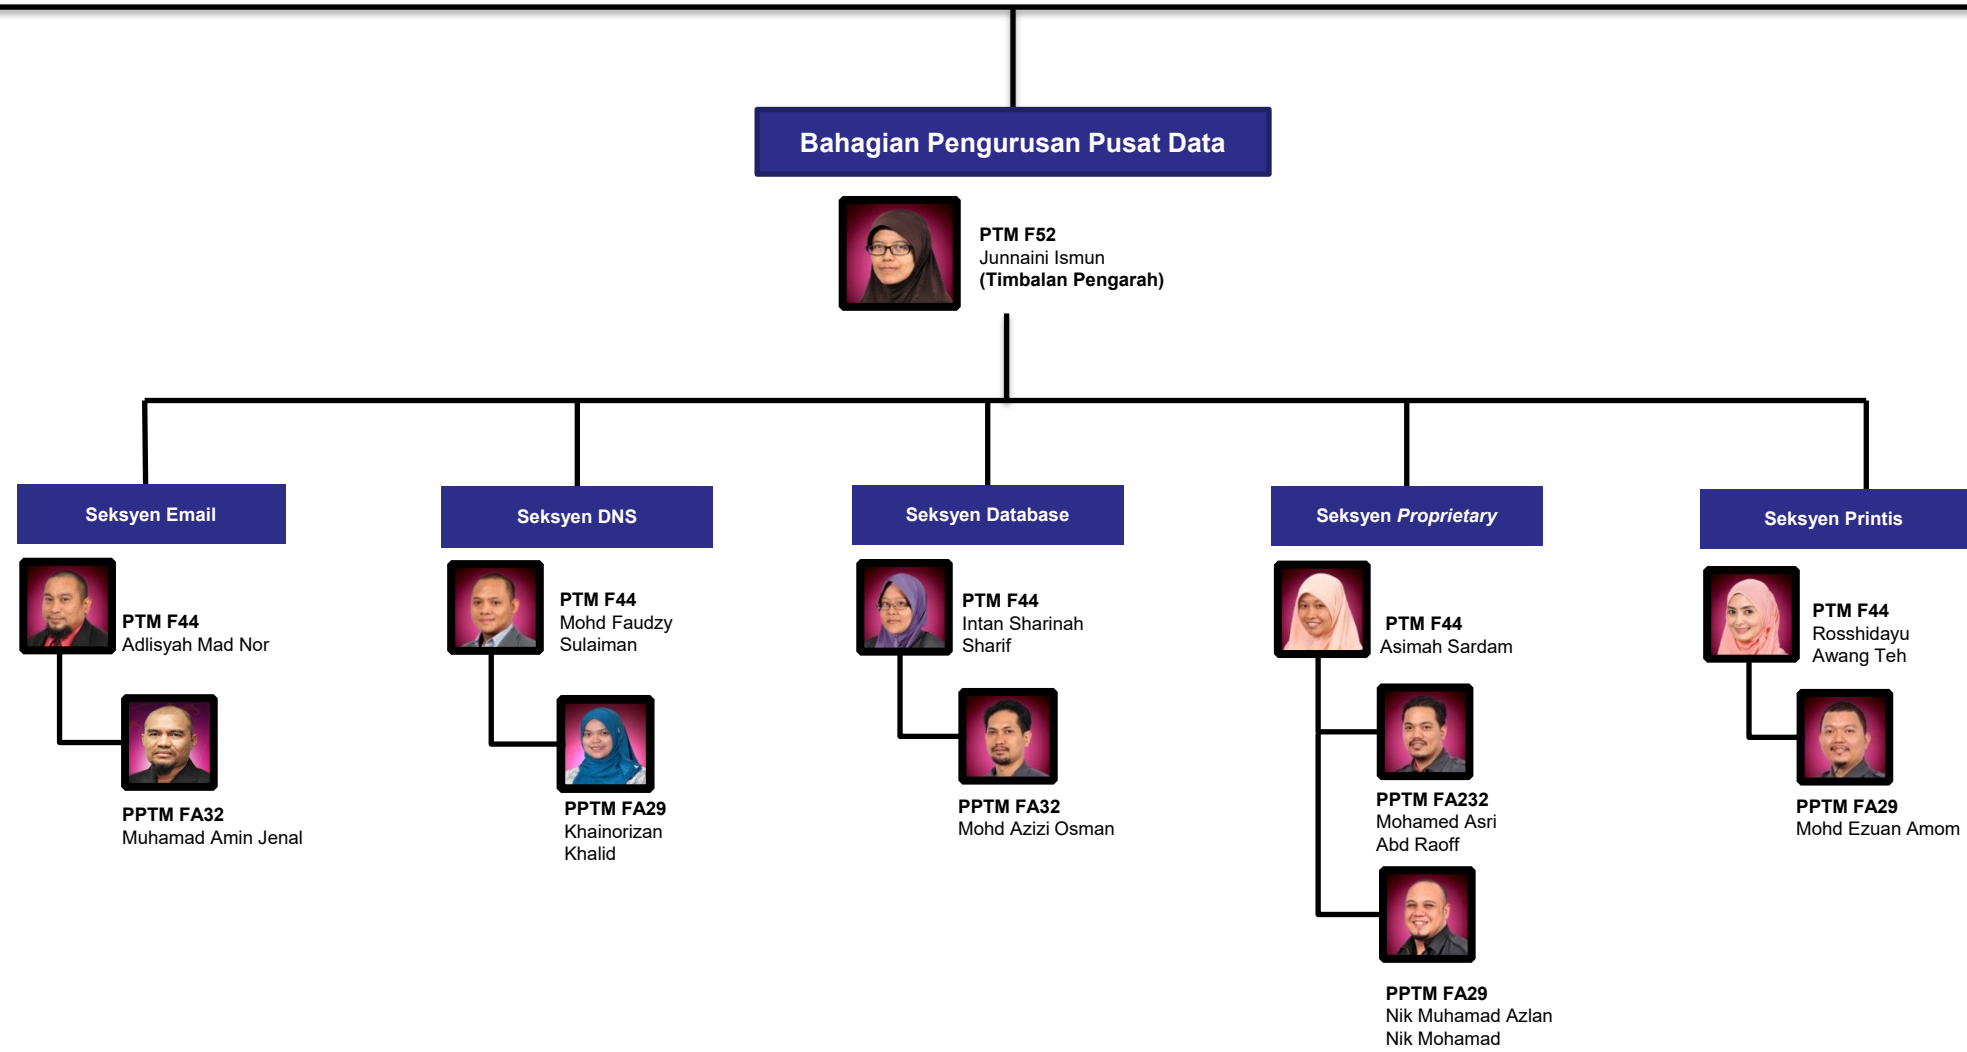 Bahagian Pengurusan Pusat Data
PTM F52
Junnaini Ismun
(Timbalan Pengarah)
Seksyen Email
PTM F44
Adlisyah Mad Nor
PPTM FA32
Muhamad Amin Jenal
Seksyen DNS
PTM F44
Mohd Faudzy
Sulaiman
PPTM FA29
Khainorizan
Khalid
Seksyen Database
PTM F44
Intan Sharinah
Sharif
PPTM FA32
Mohd Azizi Osman
Seksyen Proprietary
PTM F44
Asimah Sardam
PPTM FA232
Mohamed Asri
Abd Raoff
PPTM FA29
Nik Muhamad Azlan
Nik Mohamad
Seksyen Printis
PTM F44
Rosshidayu
Awang Teh
PPTM FA29
Mohd Ezuan Amom